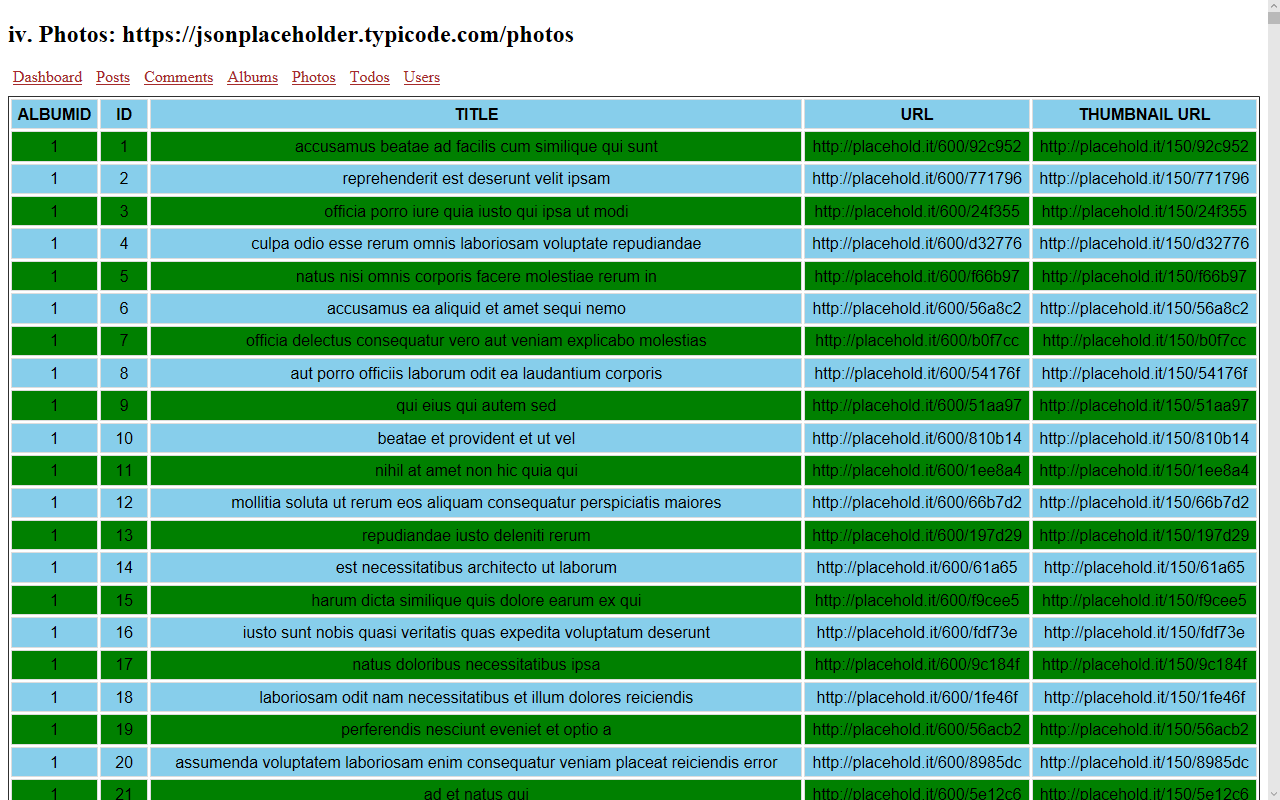 iv. Photos: https://jsonplaceholder.typicode.com/photos
Dashboard Posts Comments Albums Photos Todos Users
ALBUMID ID TITLE URL THUMBNAIL URL
1 1 accusamus beatae ad facilis cum similique qui sunt http://placehold.it/600/92c952 http://placehold.it/150/92c952
1 2 reprehenderit est deserunt velit ipsam http://placehold.it/600/771796 http://placehold.it/150/771796
1 3 officia porro iure quia iusto qui ipsa ut modi http://placehold.it/600/24f355 http://placehold.it/150/24f355
1 4 culpa odio esse rerum omnis laboriosam voluptate repudiandae http://placehold.it/600/d32776 http://placehold.it/150/d32776
1 5 natus nisi omnis corporis facere molestiae rerum in http://placehold.it/600/f66b97 http://placehold.it/150/f66b97
1 6 accusamus ea aliquid et amet sequi nemo http://placehold.it/600/56a8c2 http://placehold.it/150/56a8c2
1 7 officia delectus consequatur vero aut veniam explicabo molestias http://placehold.it/600/b0f7cc http://placehold.it/150/b0f7cc
1 8 aut porro officiis laborum odit ea laudantium corporis http://placehold.it/600/54176f http://placehold.it/150/54176f
1 9 qui eius qui autem sed http://placehold.it/600/51aa97 http://placehold.it/150/51aa97
1 10 beatae et provident et ut vel http://placehold.it/600/810b14 http://placehold.it/150/810b14
1 11 nihil at amet non hic quia qui http://placehold.it/600/1ee8a4 http://placehold.it/150/1ee8a4
1 12 mollitia soluta ut rerum eos aliquam consequatur perspiciatis maiores http://placehold.it/600/66b7d2 http://placehold.it/150/66b7d2
1 13 repudiandae iusto deleniti rerum http://placehold.it/600/197d29 http://placehold.it/150/197d29
1 14 est necessitatibus architecto ut laborum http://placehold.it/600/61a65 http://placehold.it/150/61a65
1 15 harum dicta similique quis dolore earum ex qui http://placehold.it/600/f9cee5 http://placehold.it/150/f9cee5
1 16 iusto sunt nobis quasi veritatis quas expedita voluptatum deserunt http://placehold.it/600/fdf73e http://placehold.it/150/fdf73e
1 17 natus doloribus necessitatibus ipsa http://placehold.it/600/9c184f http://placehold.it/150/9c184f
1 18 laboriosam odit nam necessitatibus et illum dolores reiciendis http://placehold.it/600/1fe46f http://placehold.it/150/1fe46f
1 19 perferendis nesciunt eveniet et optio a http://placehold.it/600/56acb2 http://placehold.it/150/56acb2
1 20 assumenda voluptatem laboriosam enim consequatur veniam placeat reiciendis error http://placehold.it/600/8985dc http://placehold.it/150/8985dc
1 21 ad et natus qui http://placehold.it/600/5e12c6 http://placehold.it/150/5e12c6